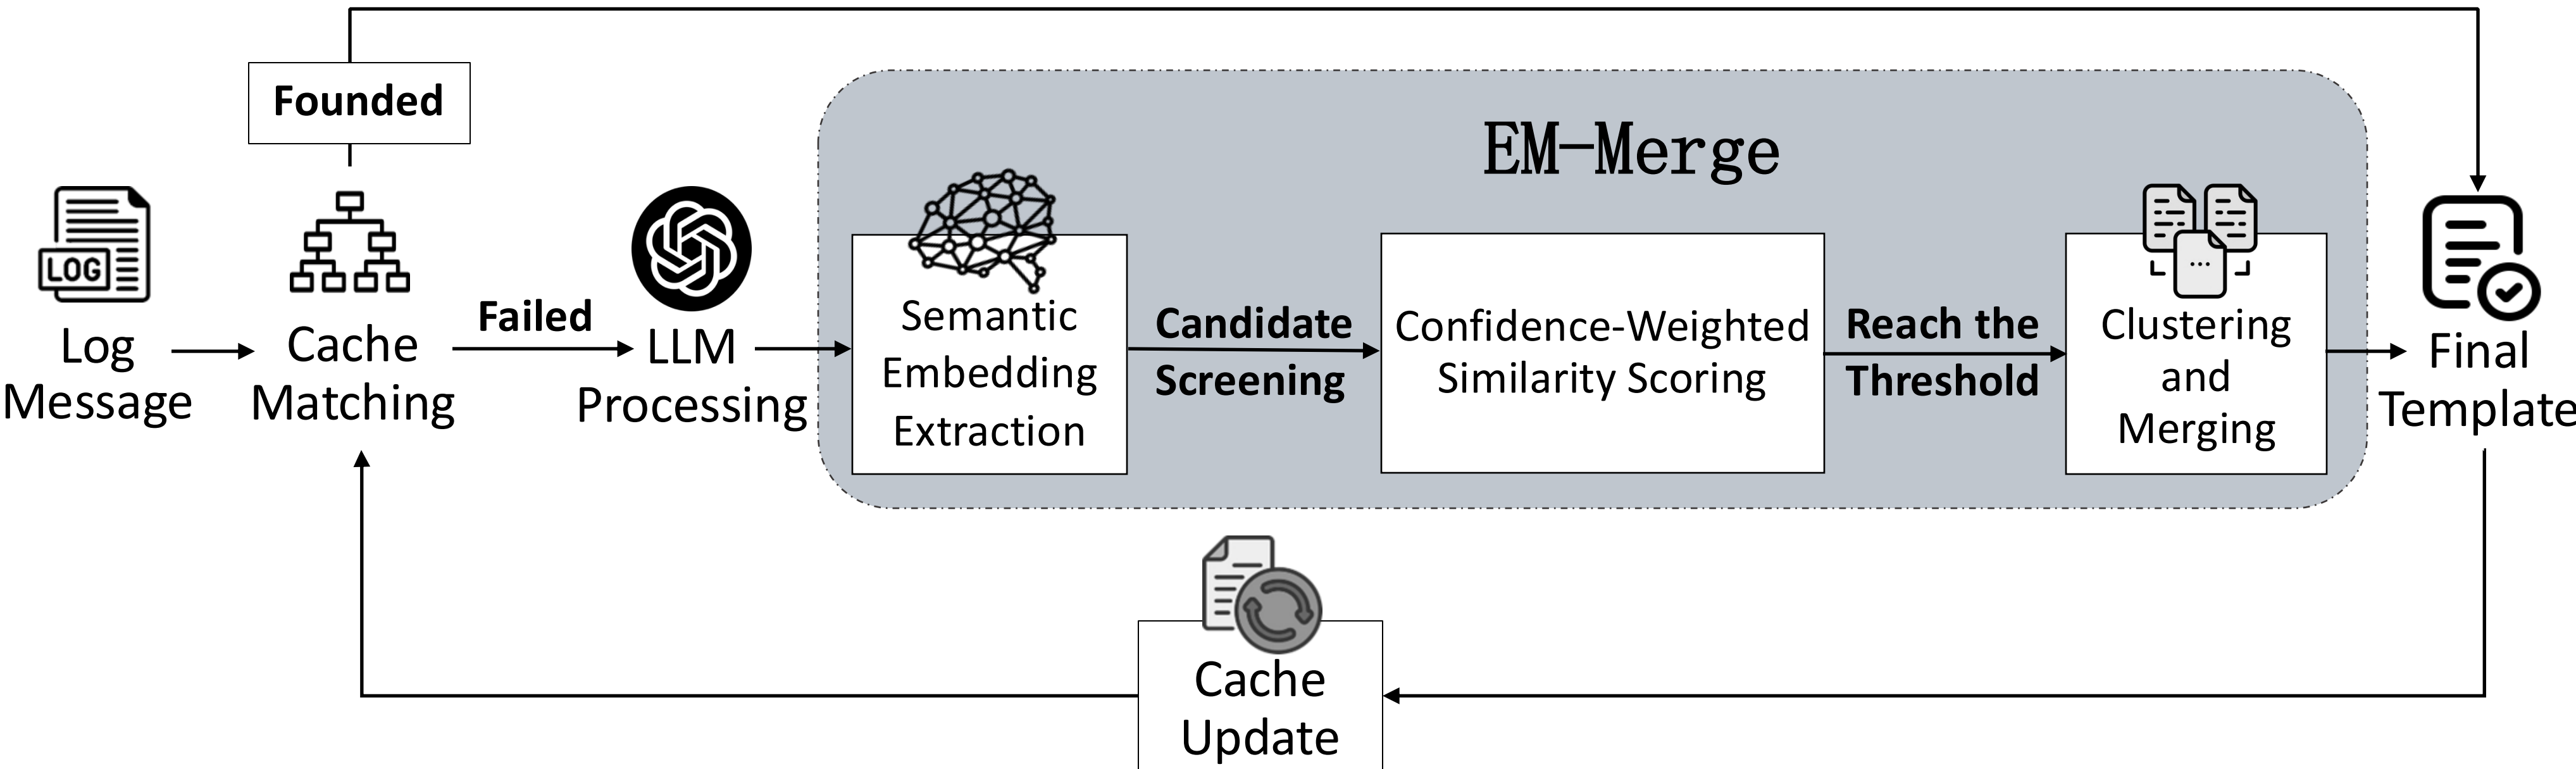 Founded
EM-Merge
LOG
Log
Message
Cache
Matching
Failed
LLM
Processing
Semantic
Embedding
Extraction
Candidate
Screening
Confidence-Weighted
Similarity Scoring
Reach the
Threshold
Clustering
and
Merging
Final
Template
Cache
Update